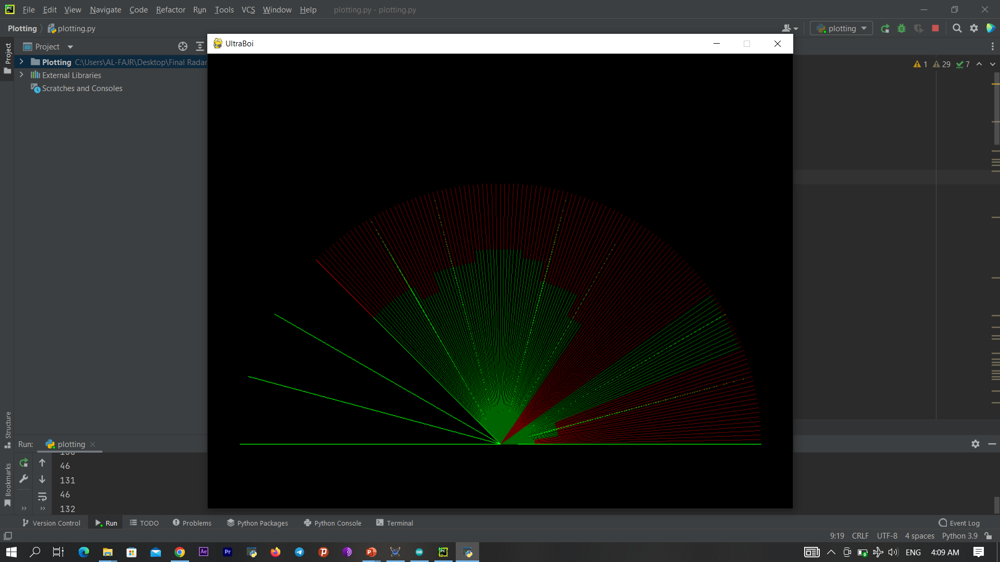 File Edit View Navigate Code Refactor Run Tools VCS Window Help plotting.py - plotting.py
Plotting plotting.py plotting
Project
UltraBoi
Project
Plotting C:\Users\AL-FAJR\Desktop\Final Radar
1 29 7
External Libraries
Scratches and Consoles
Structure
Bookmarks
Run: plotting
46
131
46
132
Version Control Run TODO Problems Python Packages Python Console Terminal Event Log
9:19 CRLF UTF-8 4 spaces Python 3.9
ENG 4:09 AM